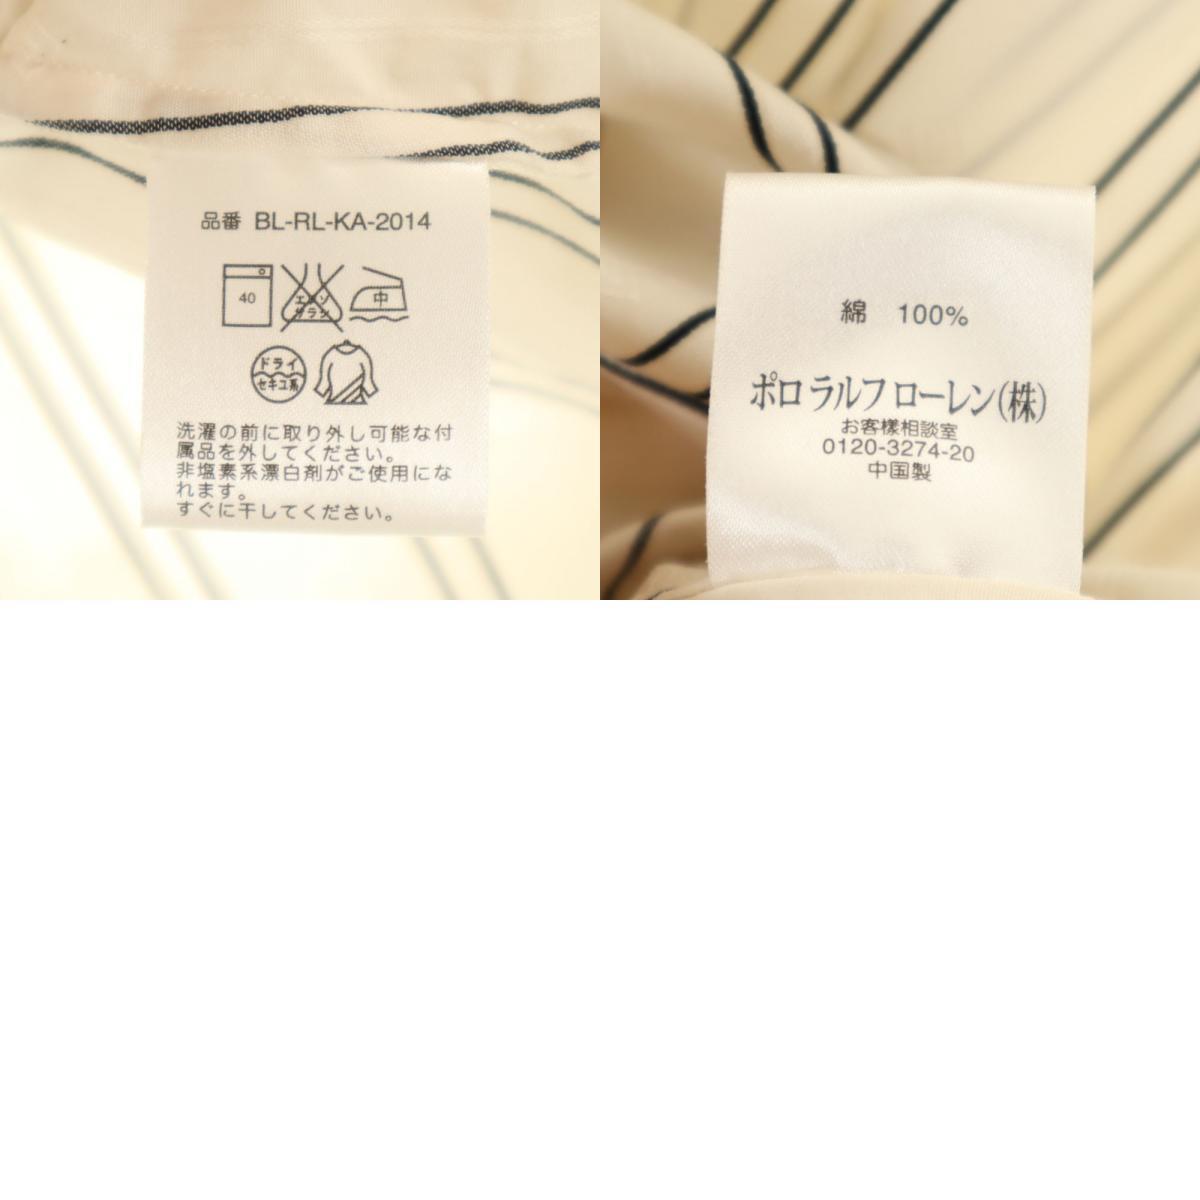 品番 BL-RL-KA-2014
40
エンソ
サラシ
中
ドライ
セキユ系
洗濯の前に取り外し可能な付
属品を外してください。
非塩素系漂白剤がご使用にな
れます。
すぐに干してください。
綿 100%
ポロ ラルフ ローレン(株)
お客様相談室
0120-3274-20
中国製